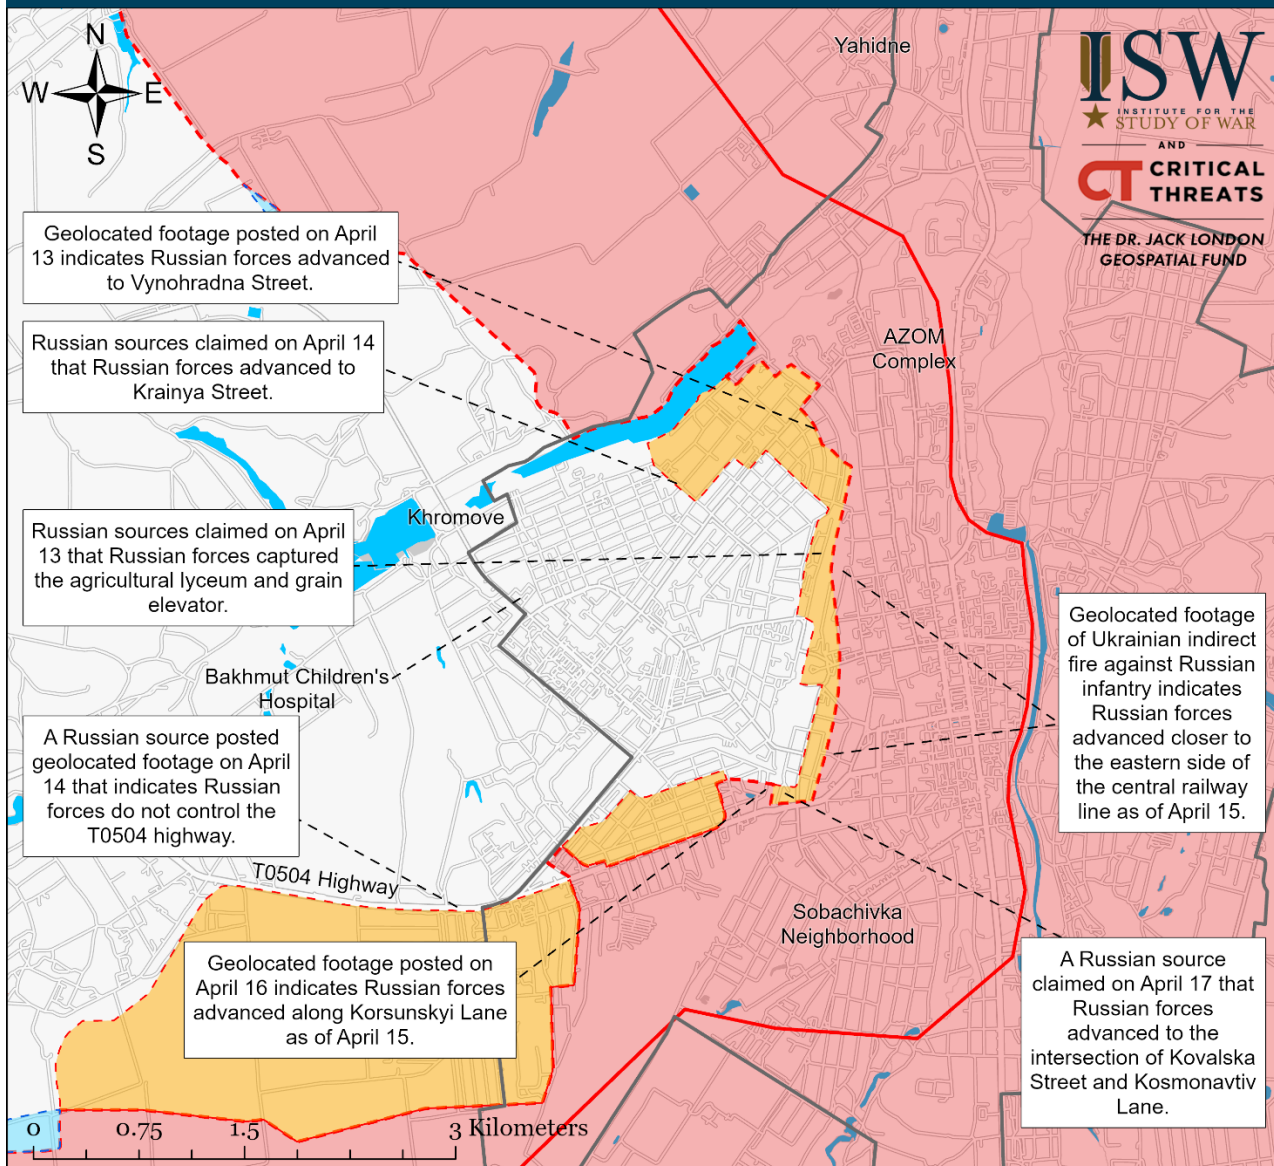 N
W
E
S
Yahidne
ISW
INSTITUTE FOR THE
STUDY OF WAR
AND
CT CRITICAL
THREATS
THE DR. JACK LONDON
GEOSPATIAL FUND
Geolocated footage posted on April
13 indicates Russian forces advanced
to Vynohradna Street.
Russian sources claimed on April 14
that Russian forces advanced to
Krainya Street.
AZOM
Complex
Khromove
Russian sources claimed on April
13 that Russian forces captured
the agricultural lyceum and grain
elevator.
Geolocated footage
of Ukrainian indirect
fire against Russian
infantry indicates
Russian forces
advanced closer to
the eastern side of
the central railway
line as of April 15.
Bakhmut Children's
Hospital
A Russian source posted
geolocated footage on April
14 that indicates Russian
forces do not control the
T0504 highway.
T0504 Highway
Sobachivka
Neighborhood
Geolocated footage posted on
April 16 indicates Russian forces
advanced along Korsunskyi Lane
as of April 15.
A Russian source
claimed on April 17 that
Russian forces
advanced to the
intersection of Kovalska
Street and Kosmonavtiv
Lane.
0 0.75 1.5 3 Kilometers